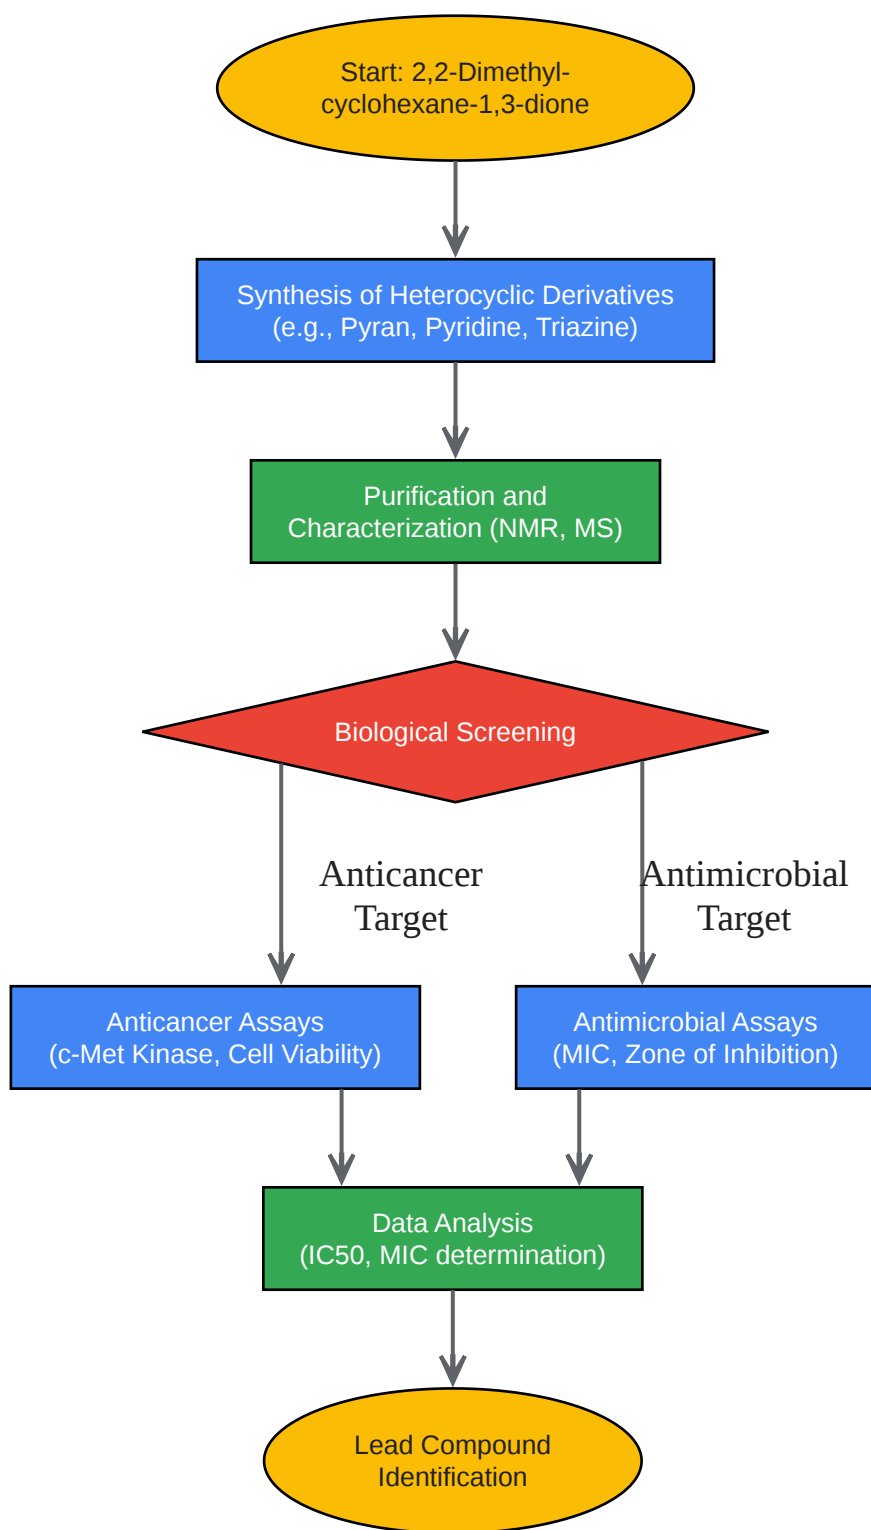 Start: 2,2-Dimethyl-
cyclohexane-1,3-dione
Synthesis of Heterocyclic Derivatives
(e.g., Pyran, Pyridine, Triazine)
Purification and
Characterization (NMR, MS)
Biological Screening
Anticancer
Target
Antimicrobial
Target
Anticancer Assays
(c-Met Kinase, Cell Viability)
Antimicrobial Assays
(MIC, Zone of Inhibition)
Data Analysis
(IC50, MIC determination)
Lead Compound
Identification